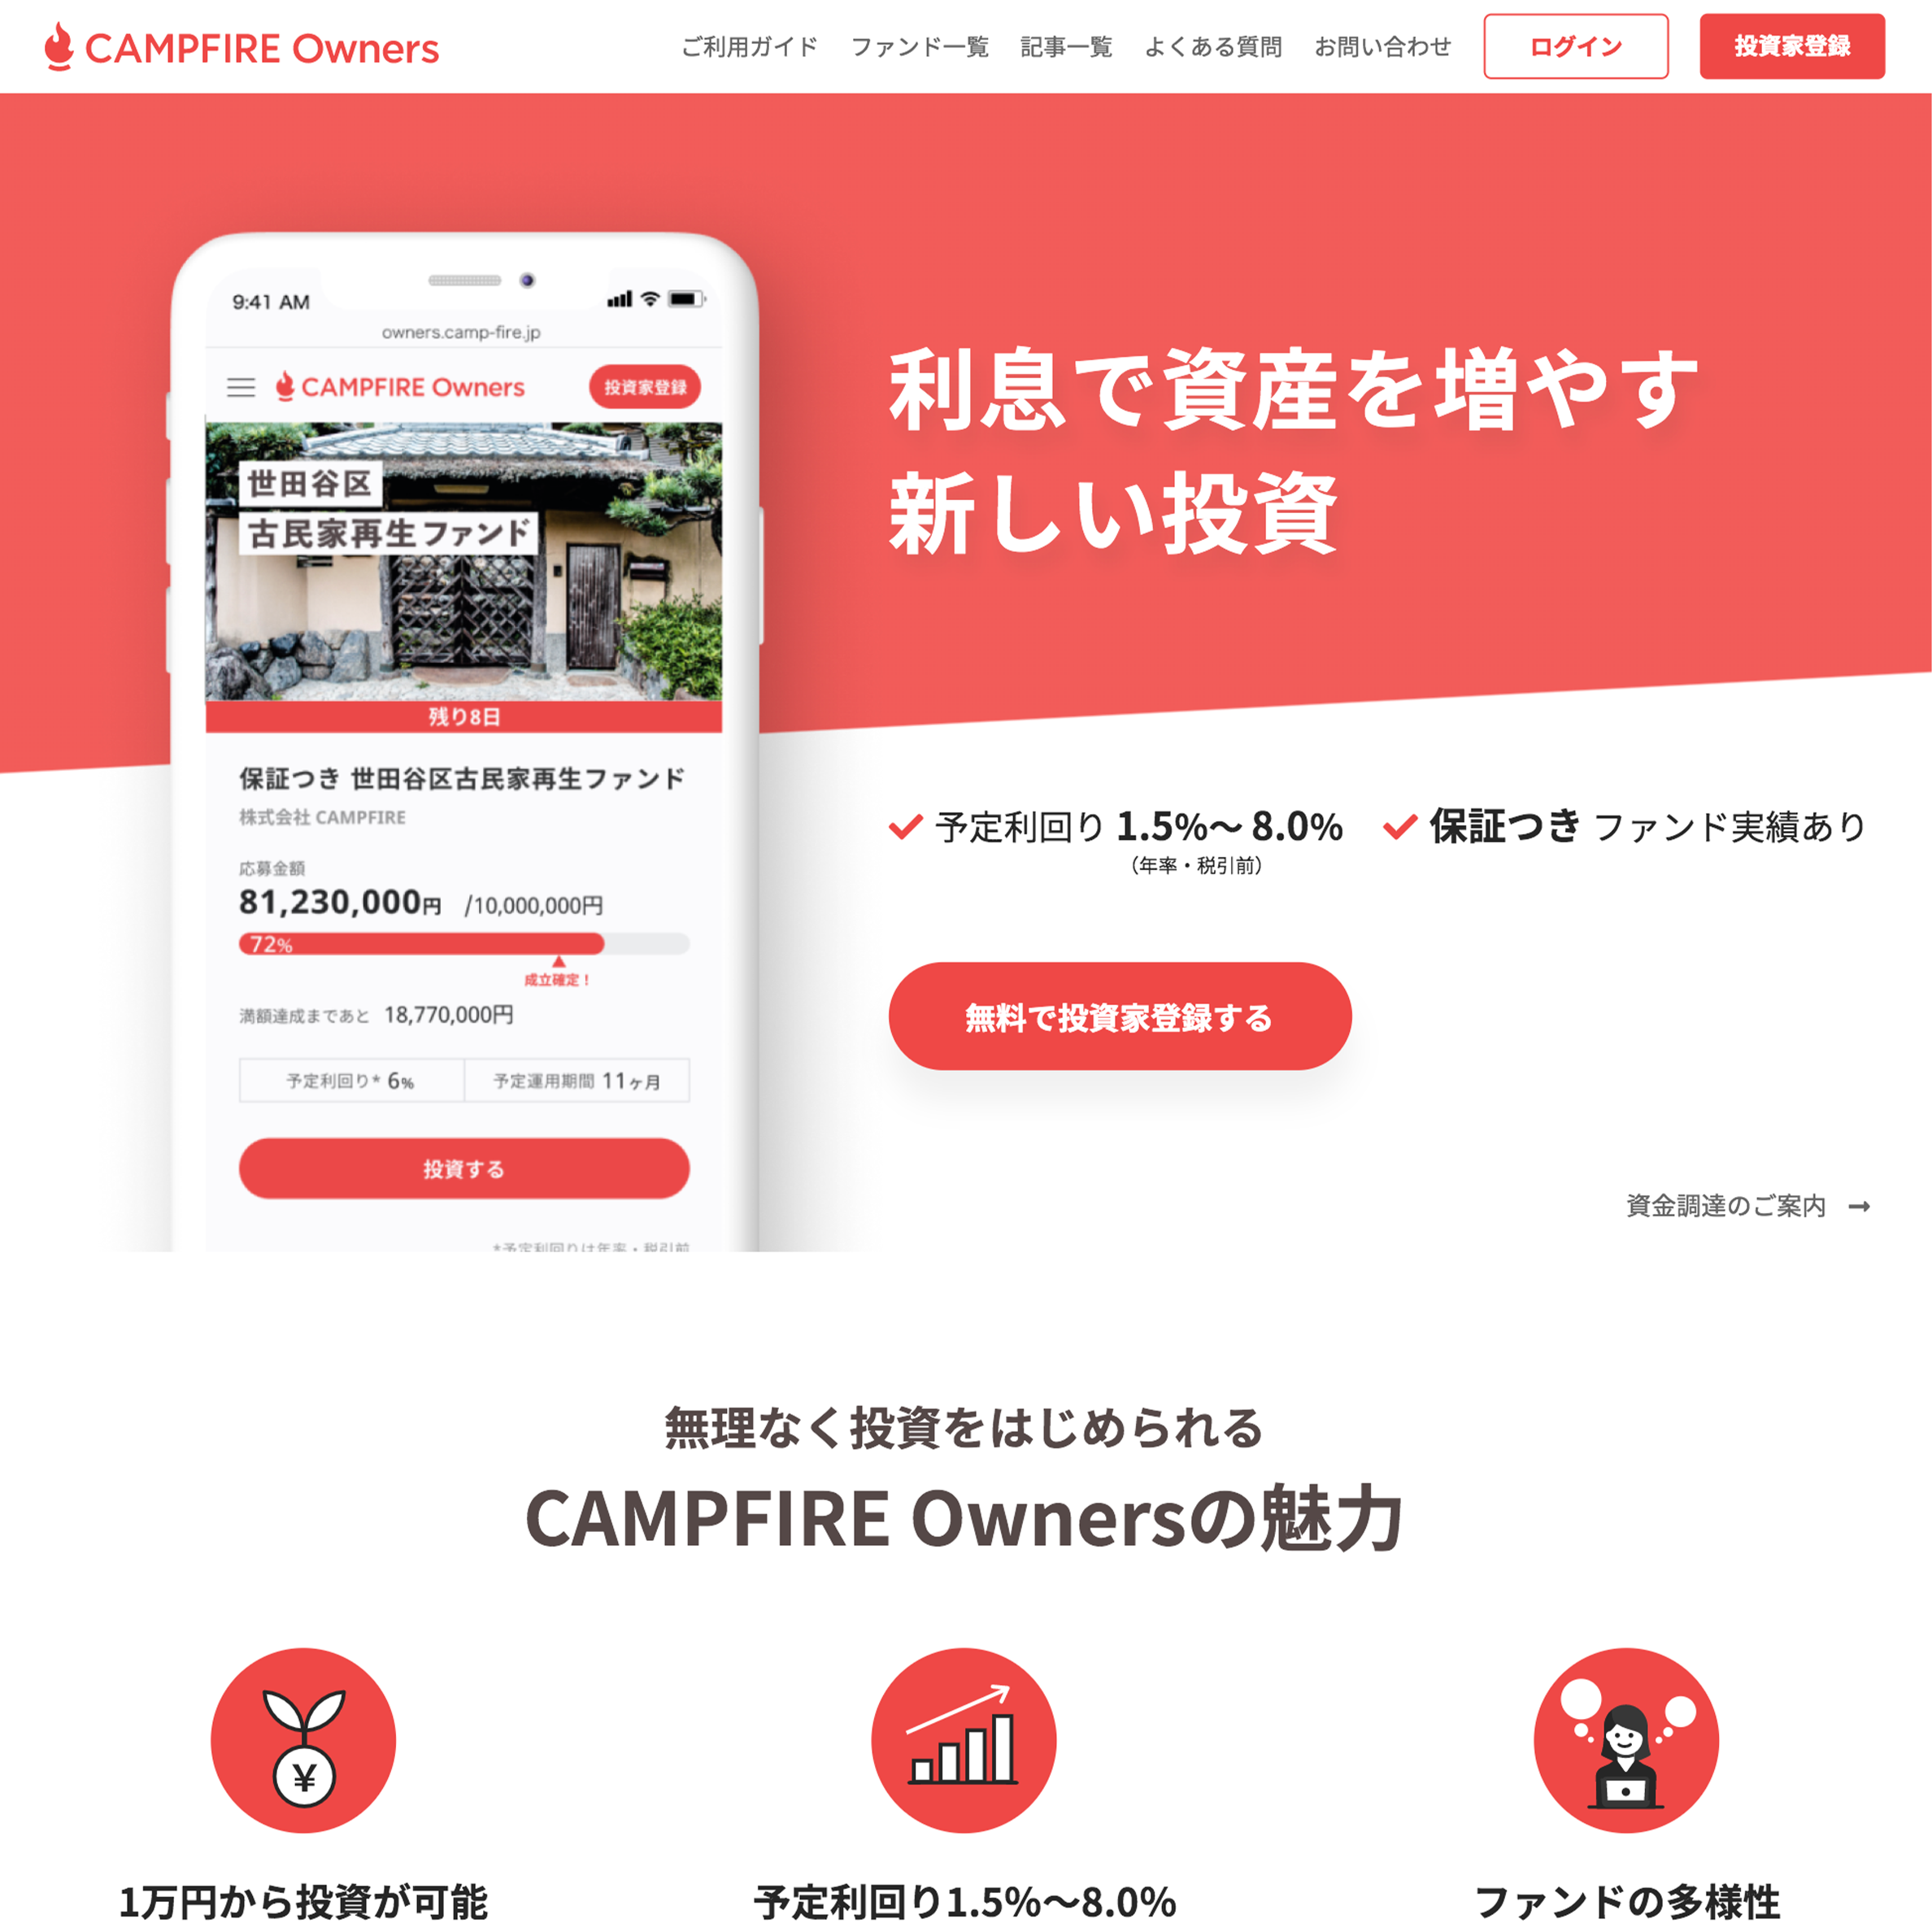 CAMPFIRE Owners
ご利用ガイド
ファンド一覧
記事一覧
よくある質問
お問い合わせ
ログイン
投資家登録
9:41 AM
owners.camp-fire.jp
CAMPFIRE Owners
投資家登録
世田谷区
古民家再生ファンド
残り8日
保証つき 世田谷区古民家再生ファンド
株式会社 CAMPFIRE
応募金額
81,230,000円 /10,000,000円
72%
成立確定！
満額達成まであと 18,770,000円
予定利回り* 6%
予定運用期間 11ヶ月
投資する
*予定利回りは年率・税引前
利息で資産を増やす
新しい投資
予定利回り 1.5%〜 8.0%
（年率・税引前）
保証つき ファンド実績あり
無料で投資家登録する
資金調達のご案内
無理なく投資をはじめられる
CAMPFIRE Ownersの魅力
¥
1万円から投資が可能
予定利回り1.5%〜8.0%
ファンドの多様性